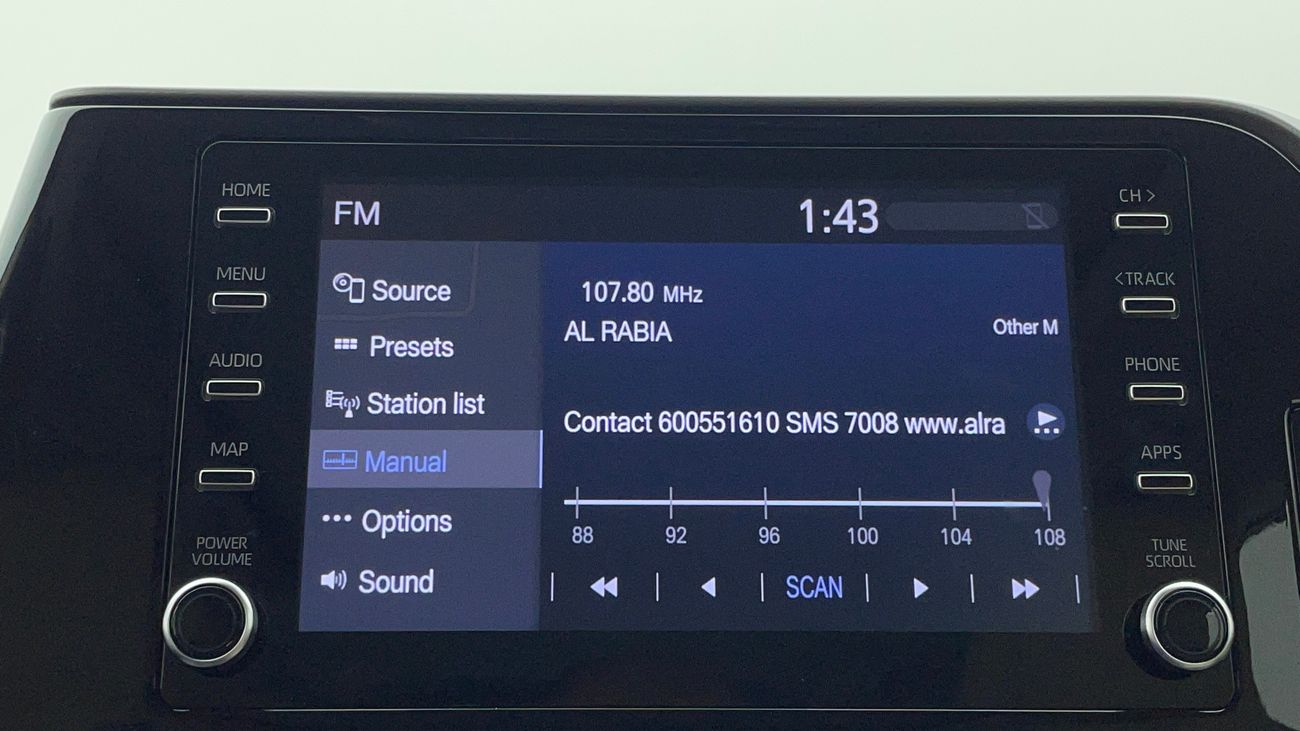 HOME
MENU
AUDIO
MAP
POWER
VOLUME
FM
1:43
Source
Presets
Station list
Manual
Options
Sound
107.80 MHz
AL RABIA
Other M
Contact 600551610 SMS 7008 www.alra
88 92 96 100 104 108
SCAN
CH >
< TRACK
PHONE
APPS
TUNE
SCROLL